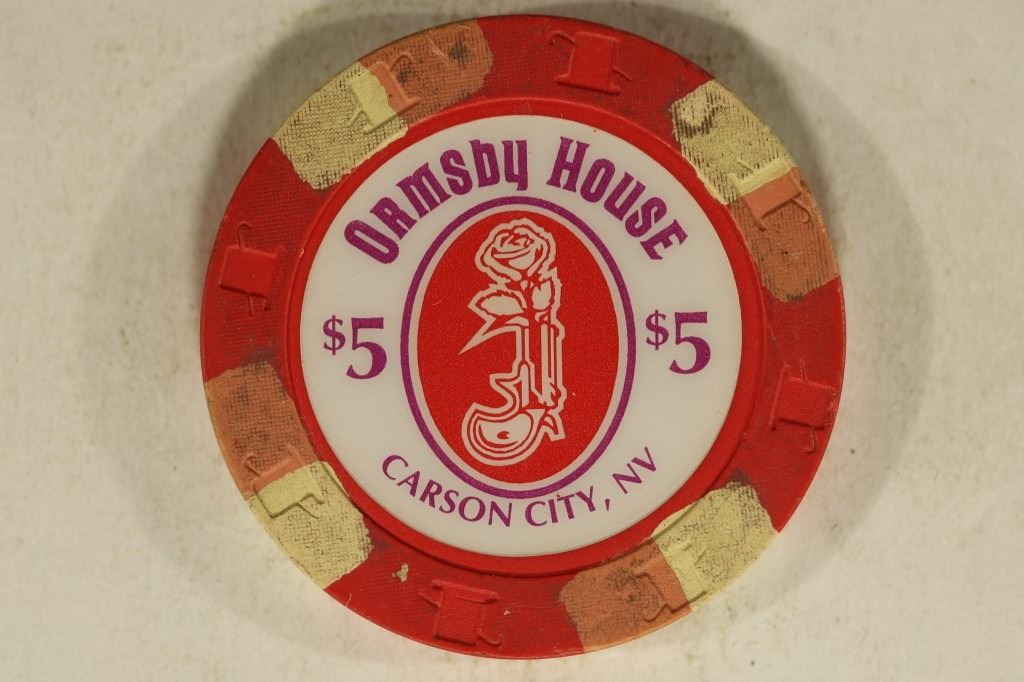 Ormsby House
$5 $5
CARSON CITY, NV